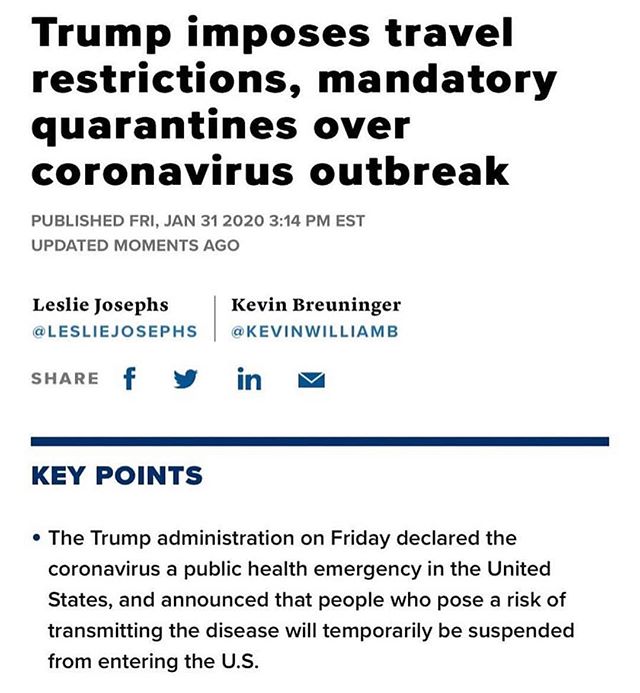 Trump imposes travel
restrictions, mandatory
quarantines over
coronavirus outbreak
PUBLISHED FRI, JAN 31 2020 3:14 PM EST
UPDATED MOMENTS AGO
Leslie Josephs
@LESLIEJOSEPHS
Kevin Breuninger
@KEVINWILLIAMB
SHARE f in
KEY POINTS
• The Trump administration on Friday declared the
coronavirus a public health emergency in the United
States, and announced that people who pose a risk of
transmitting the disease will temporarily be suspended
from entering the U.S.